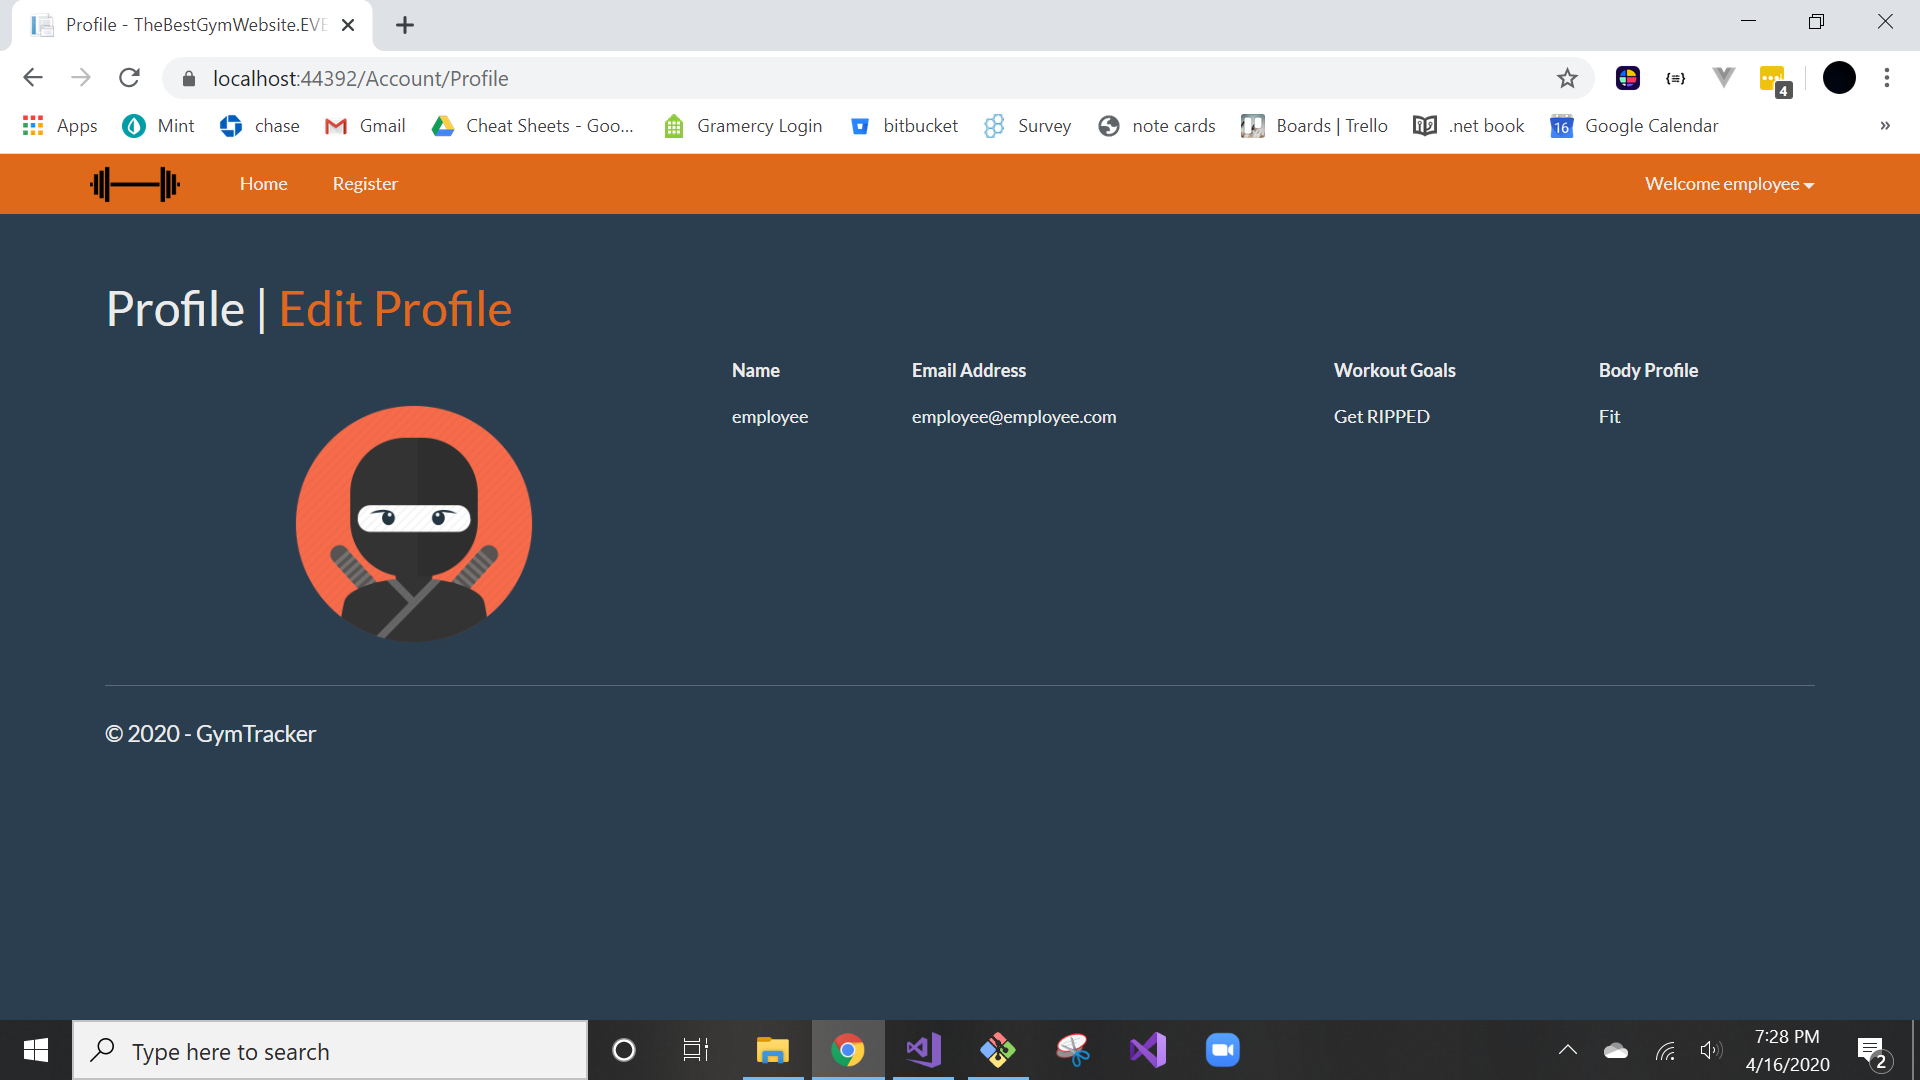 Profile - TheBestGymWebsite.EVE
localhost:44392/Account/Profile
4
Apps Mint chase Gmail Cheat Sheets - Goo... Gramercy Login bitbucket Survey note cards Boards | Trello .net book 16 Google Calendar »
Home Register Welcome employee
Profile | Edit Profile
Name Email Address Workout Goals Body Profile
employee employee@employee.com Get RIPPED Fit
© 2020 - GymTracker
Type here to search
7:28 PM
4/16/2020
2